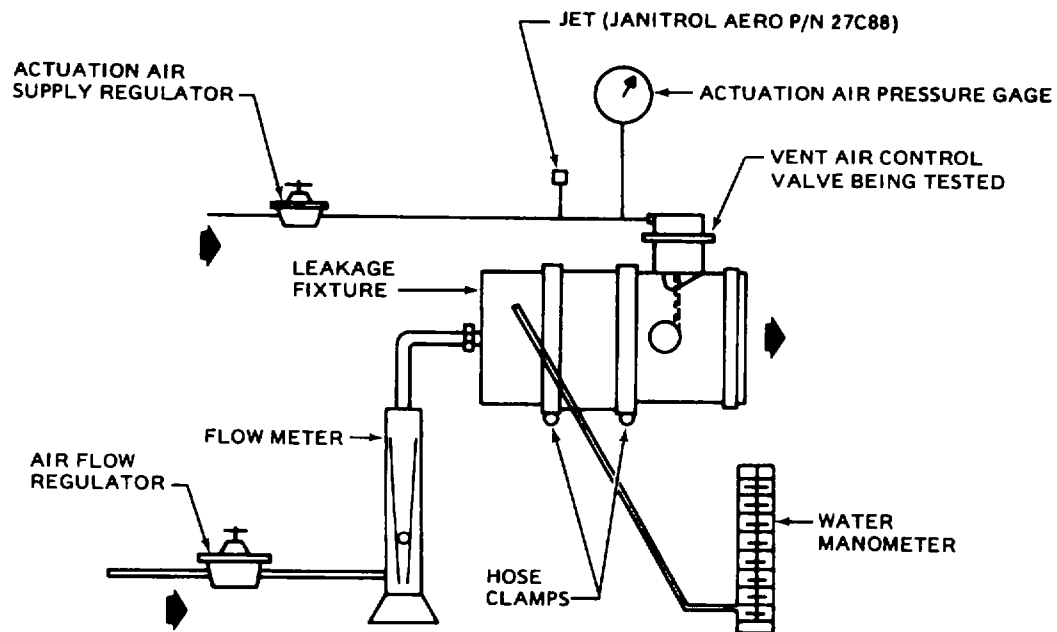 JET (JANITROL AERO P/N 27C88)
ACTUATION AIR
SUPPLY REGULATOR
ACTUATION AIR PRESSURE GAGE
VENT AIR CONTROL
VALVE BEING TESTED
LEAKAGE
FIXTURE
FLOW METER
AIR FLOW
REGULATOR
HOSE
CLAMPS
WATER
MANOMETER